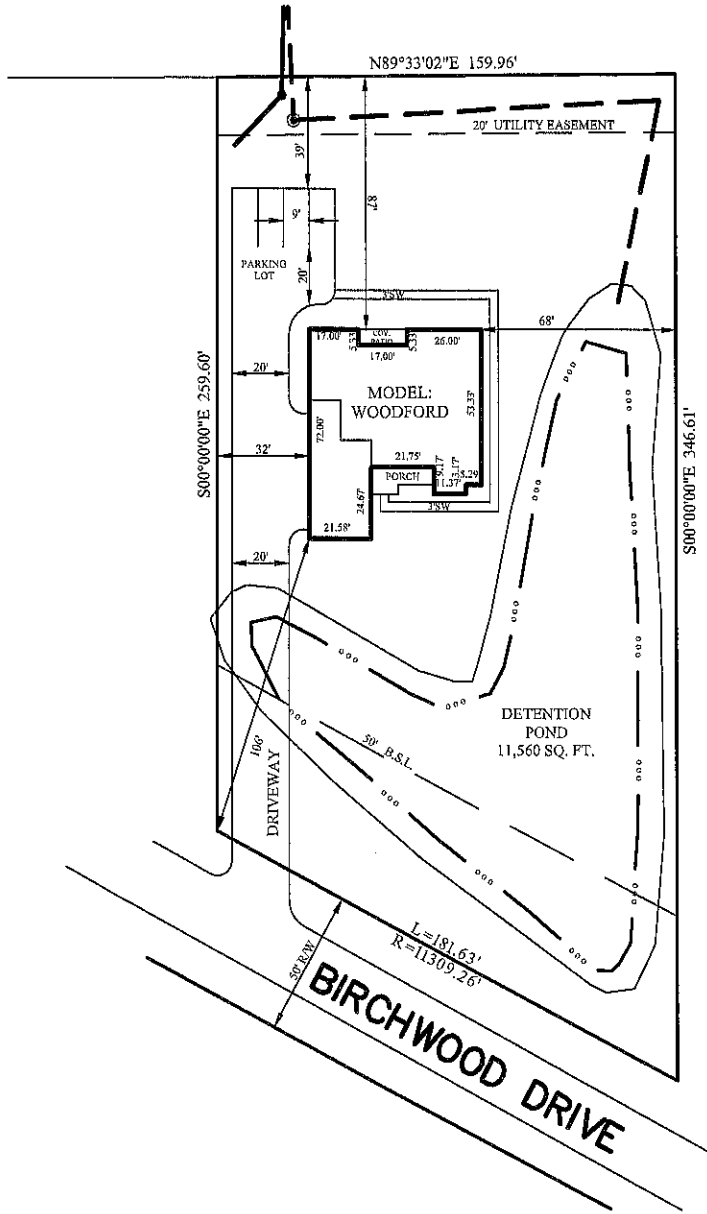 N89°33'02"E 159.96'
20' UTILITY EASEMENT
39'
87'
9'
PARKING
LOT
20'
3'SW
17.00'
5.33'
COV.
PATIO
5.33'
26.00'
68'
17.00'
20'
S00°00'00"E 259.60'
MODEL:
WOODFORD
53.33'
72.00'
32'
21.75'
PORCH
9.17'
3.17'
5.29'
11.37'
24.67'
3'SW
21.58'
S00°00'00"E 346.61'
20'
DETENTION
POND
11,560 SQ. FT.
50' B.S.L.
106'
DRIVEWAY
L=181.63'
R=11309.26'
50' R/W
BIRCHWOOD DRIVE